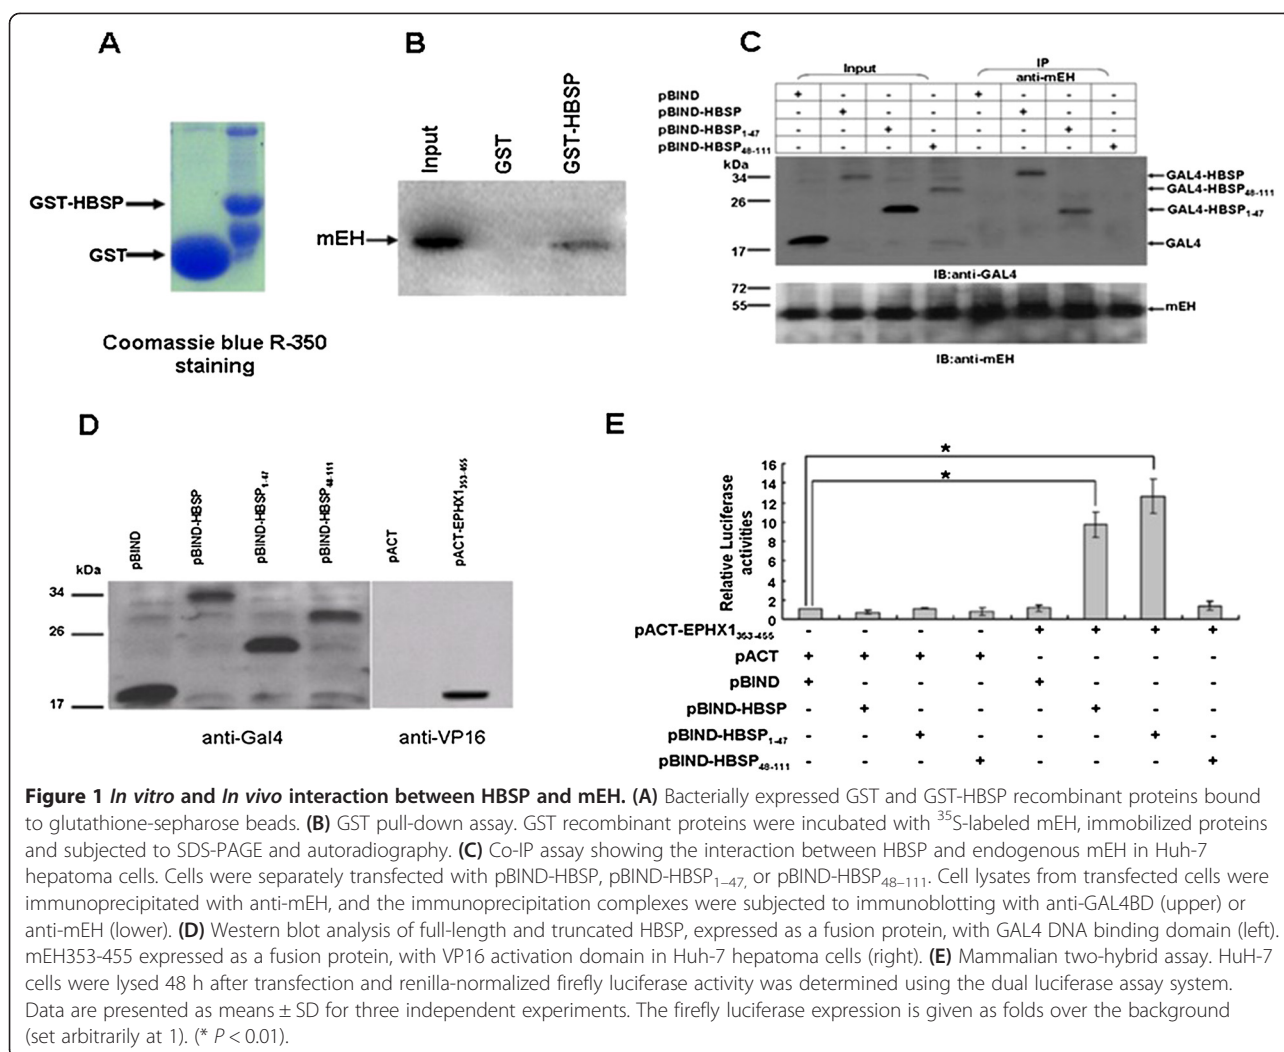 A
GST-HBSP
GST
Coomassie blue R-350
staining
B
Input
GST
GST-HBSP
mEH
C
Input
IP
anti-mEH
pBIND + - - - + - - -
pBIND-HBSP - + - - - + - -
pBIND-HBSP1-47 - - + - - - + -
pBIND-HBSP48-111 - - - + - - - +
kDa
34
26
17
GAL4-HBSP
GAL4-HBSP48-111
GAL4-HBSP1-47
GAL4
IB:anti-GAL4
72
55
mEH
IB:anti-mEH
D
pBIND
pBIND-HBSP
pBIND-HBSP1-47
pBIND-HBSP48-111
pACT
pACT-EPHX1353-455
kDa
34
26
17
anti-Gal4
anti-VP16
E
Relative Luciferase
activities
16
14
12
10
8
6
4
2
0
*
*
pACT-EPHX1353-455 - - - - + + + +
pACT + + + + - - - -
pBIND + - - - + - - -
pBIND-HBSP - + - - - + - -
pBIND-HBSP1-47 - - + - - - + -
pBIND-HBSP48-111 - - - + - - - +
Figure 1 In vitro and In vivo interaction between HBSP and mEH. (A) Bacterially expressed GST and GST-HBSP recombinant proteins bound
to glutathione-sepharose beads. (B) GST pull-down assay. GST recombinant proteins were incubated with 35S-labeled mEH, immobilized proteins
and subjected to SDS-PAGE and autoradiography. (C) Co-IP assay showing the interaction between HBSP and endogenous mEH in Huh-7
hepatoma cells. Cells were separately transfected with pBIND-HBSP, pBIND-HBSP1–47, or pBIND-HBSP48–111. Cell lysates from transfected cells were
immunoprecipitated with anti-mEH, and the immunoprecipitation complexes were subjected to immunoblotting with anti-GAL4BD (upper) or
anti-mEH (lower). (D) Western blot analysis of full-length and truncated HBSP, expressed as a fusion protein, with GAL4 DNA binding domain (left).
mEH353-455 expressed as a fusion protein, with VP16 activation domain in Huh-7 hepatoma cells (right). (E) Mammalian two-hybrid assay. HuH-7
cells were lysed 48 h after transfection and renilla-normalized firefly luciferase activity was determined using the dual luciferase assay system.
Data are presented as means ± SD for three independent experiments. The firefly luciferase expression is given as folds over the background
(set arbitrarily at 1). (* P < 0.01).